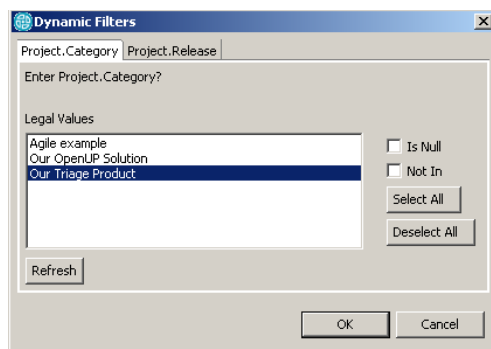 Dynamic Filters
Project.Category Project.Release
Enter Project.Category?
Legal Values
Agile example
Our OpenUP Solution
Our Triage Product
Is Null
Not In
Select All
Deselect All
Refresh
OK Cancel